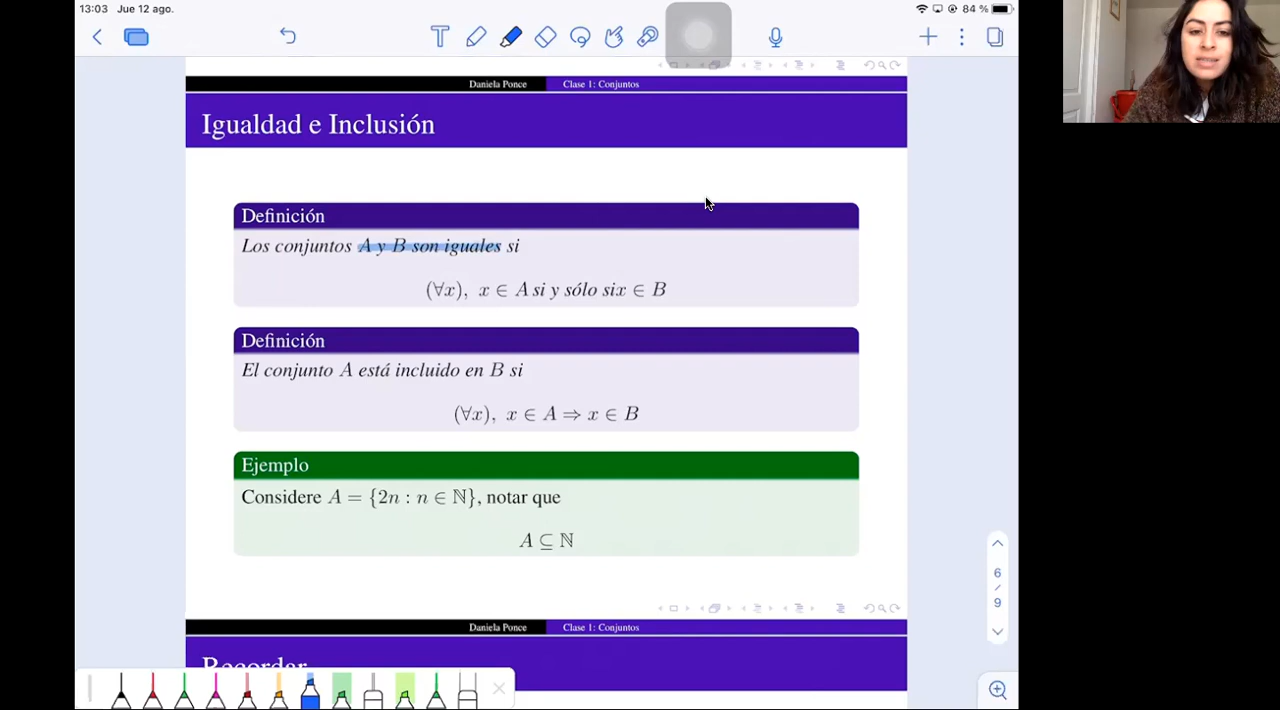 13:03 Jue 12 ago.
84 %
T
Daniela Ponce Clase 1: Conjuntos
Igualdad e Inclusión
Definición
Los conjuntos A y B son iguales si
(∀x), x ∈ A si y sólo six ∈ B
Definición
El conjunto A está incluido en B si
(∀x), x ∈ A ⇒ x ∈ B
Ejemplo
Considere A = {2n : n ∈ ℕ}, notar que
A ⊆ ℕ
6
/
9
Daniela Ponce Clase 1: Conjuntos
Recordar